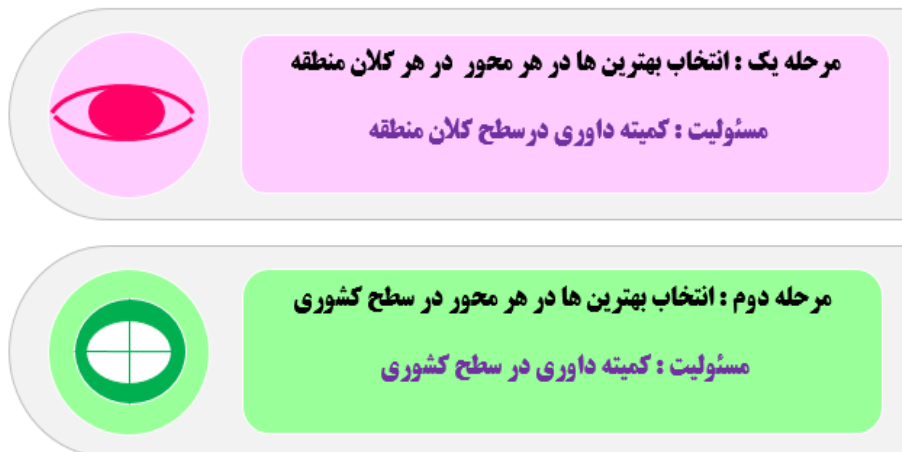 مرحله یک : انتخاب بهترین ها در هر محور در هر کلان منطقه
مسئولیت : کمیته داوری درسطح کلان منطقه
مرحله دوم : انتخاب بهترین ها در هر محور در سطح کشوری
مسئولیت : کمیته داوری در سطح کشوری